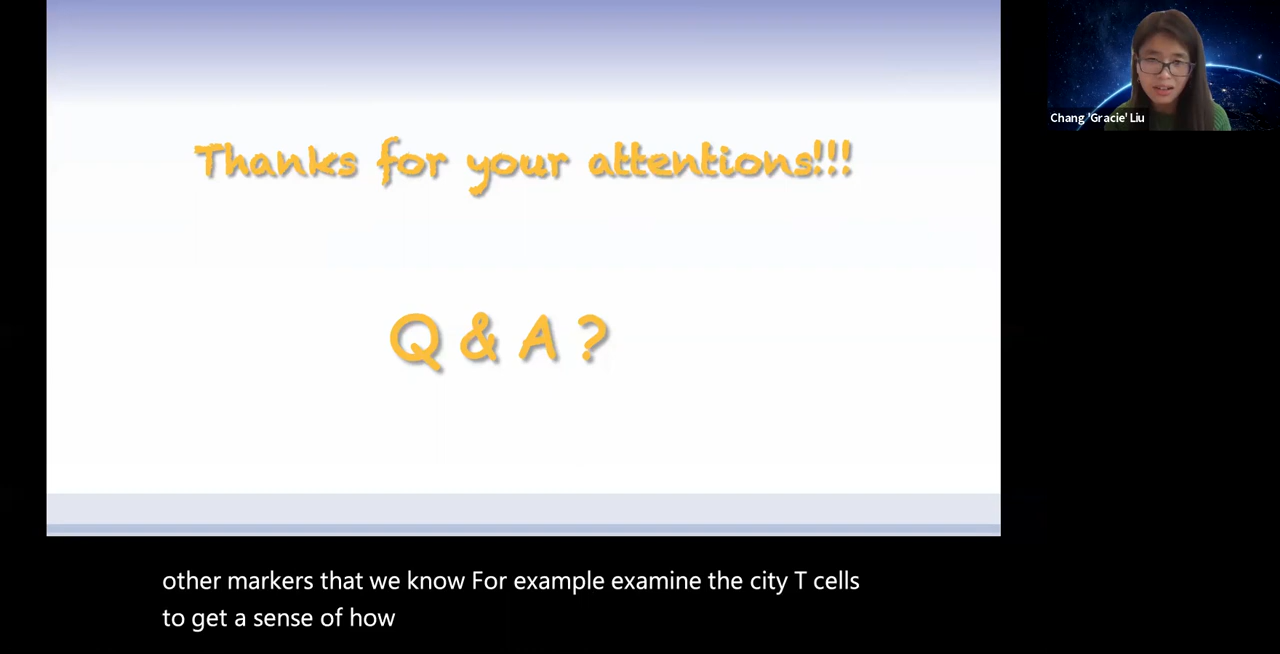 Thanks for your attentions!!!
Q & A ?
Chang 'Gracie' Liu
other markers that we know For example examine the city T cells
to get a sense of how